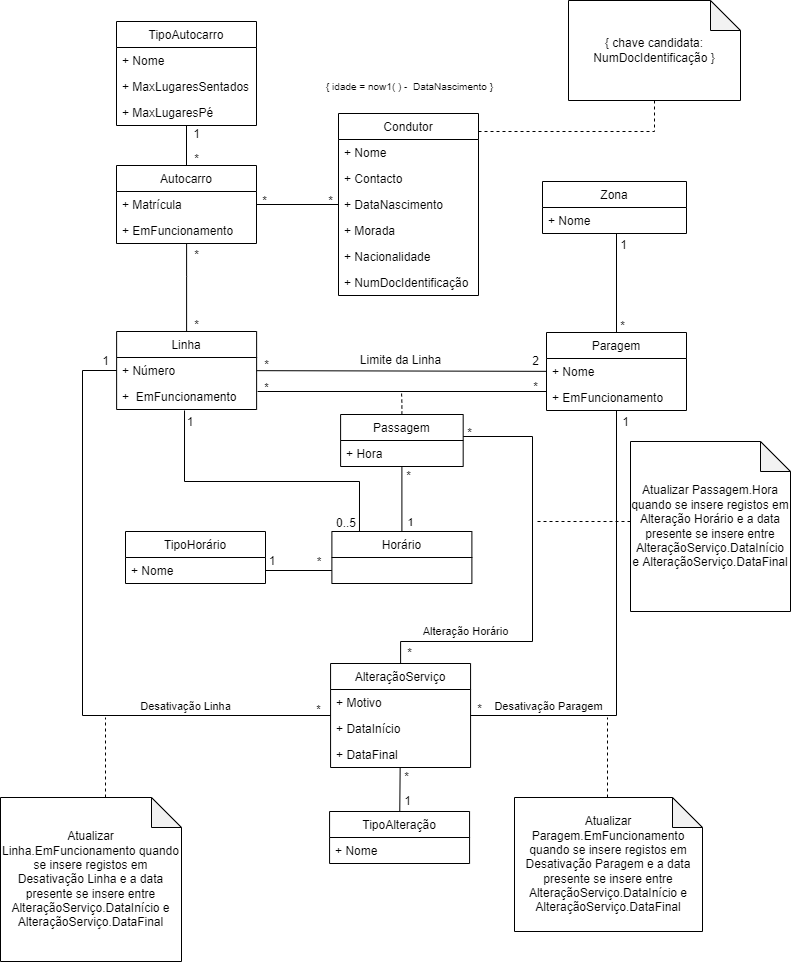 { chave candidata:
NumDocIdentificação }
TipoAutocarro
+ Nome
+ MaxLugaresSentados
+ MaxLugaresPé
1
*
{ idade = now1( ) - DataNascimento }
Condutor
+ Nome
+ Contacto
+ DataNascimento
+ Morada
+ Nacionalidade
+ NumDocIdentificação
Autocarro
+ Matrícula
+ EmFuncionamento
*
*
*
*
Zona
+ Nome
1
*
Linha
+ Número
+ EmFuncionamento
1
*
Limite da Linha
2
*
*
Paragem
+ Nome
+ EmFuncionamento
1
1
Passagem
+ Hora
*
*
1
0..5
Horário
TipoHorário
+ Nome
1
*
Atualizar Passagem.Hora
quando se insere registos em
Alteração Horário e a data
presente se insere entre
AlteraçãoServiço.DataInício
e AlteraçãoServiço.DataFinal
Alteração Horário
*
AlteraçãoServiço
+ Motivo
+ DataInício
+ DataFinal
Desativação Linha
*
*
Desativação Paragem
*
1
TipoAlteração
+ Nome
Atualizar
Linha.EmFuncionamento quando
se insere registos em
Desativação Linha e a data
presente se insere entre
AlteraçãoServiço.DataInício e
AlteraçãoServiço.DataFinal
Atualizar
Paragem.EmFuncionamento
quando se insere registos em
Desativação Paragem e a data
presente se insere entre
AlteraçãoServiço.DataInício e
AlteraçãoServiço.DataFinal